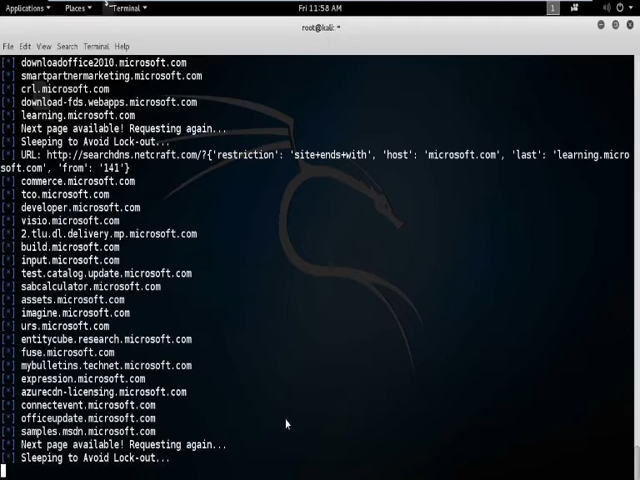 Applications Places Terminal Fri 11:58 AM 1
root@kali: ~
File Edit View Search Terminal Help
[*] downloadoffice2010.microsoft.com
[*] smartpartnermarketing.microsoft.com
[*] crl.microsoft.com
[*] download-fds.webapps.microsoft.com
[*] learning.microsoft.com
[*] Next page available! Requesting again...
[*] Sleeping to Avoid Lock-out...
[*] URL: http://searchdns.netcraft.com/?{'restriction': 'site+ends+with', 'host': 'microsoft.com', 'last': 'learning.micro
soft.com', 'from': '141'}
[*] commerce.microsoft.com
[*] tco.microsoft.com
[*] developer.microsoft.com
[*] visio.microsoft.com
[*] 2.tlu.dl.delivery.mp.microsoft.com
[*] build.microsoft.com
[*] input.microsoft.com
[*] test.catalog.update.microsoft.com
[*] sabcalculator.microsoft.com
[*] assets.microsoft.com
[*] imagine.microsoft.com
[*] urs.microsoft.com
[*] entitycube.research.microsoft.com
[*] fuse.microsoft.com
[*] mybulletins.technet.microsoft.com
[*] expression.microsoft.com
[*] azurecdn-licensing.microsoft.com
[*] connectevent.microsoft.com
[*] officeupdate.microsoft.com
[*] samples.msdn.microsoft.com
[*] Next page available! Requesting again...
[*] Sleeping to Avoid Lock-out...